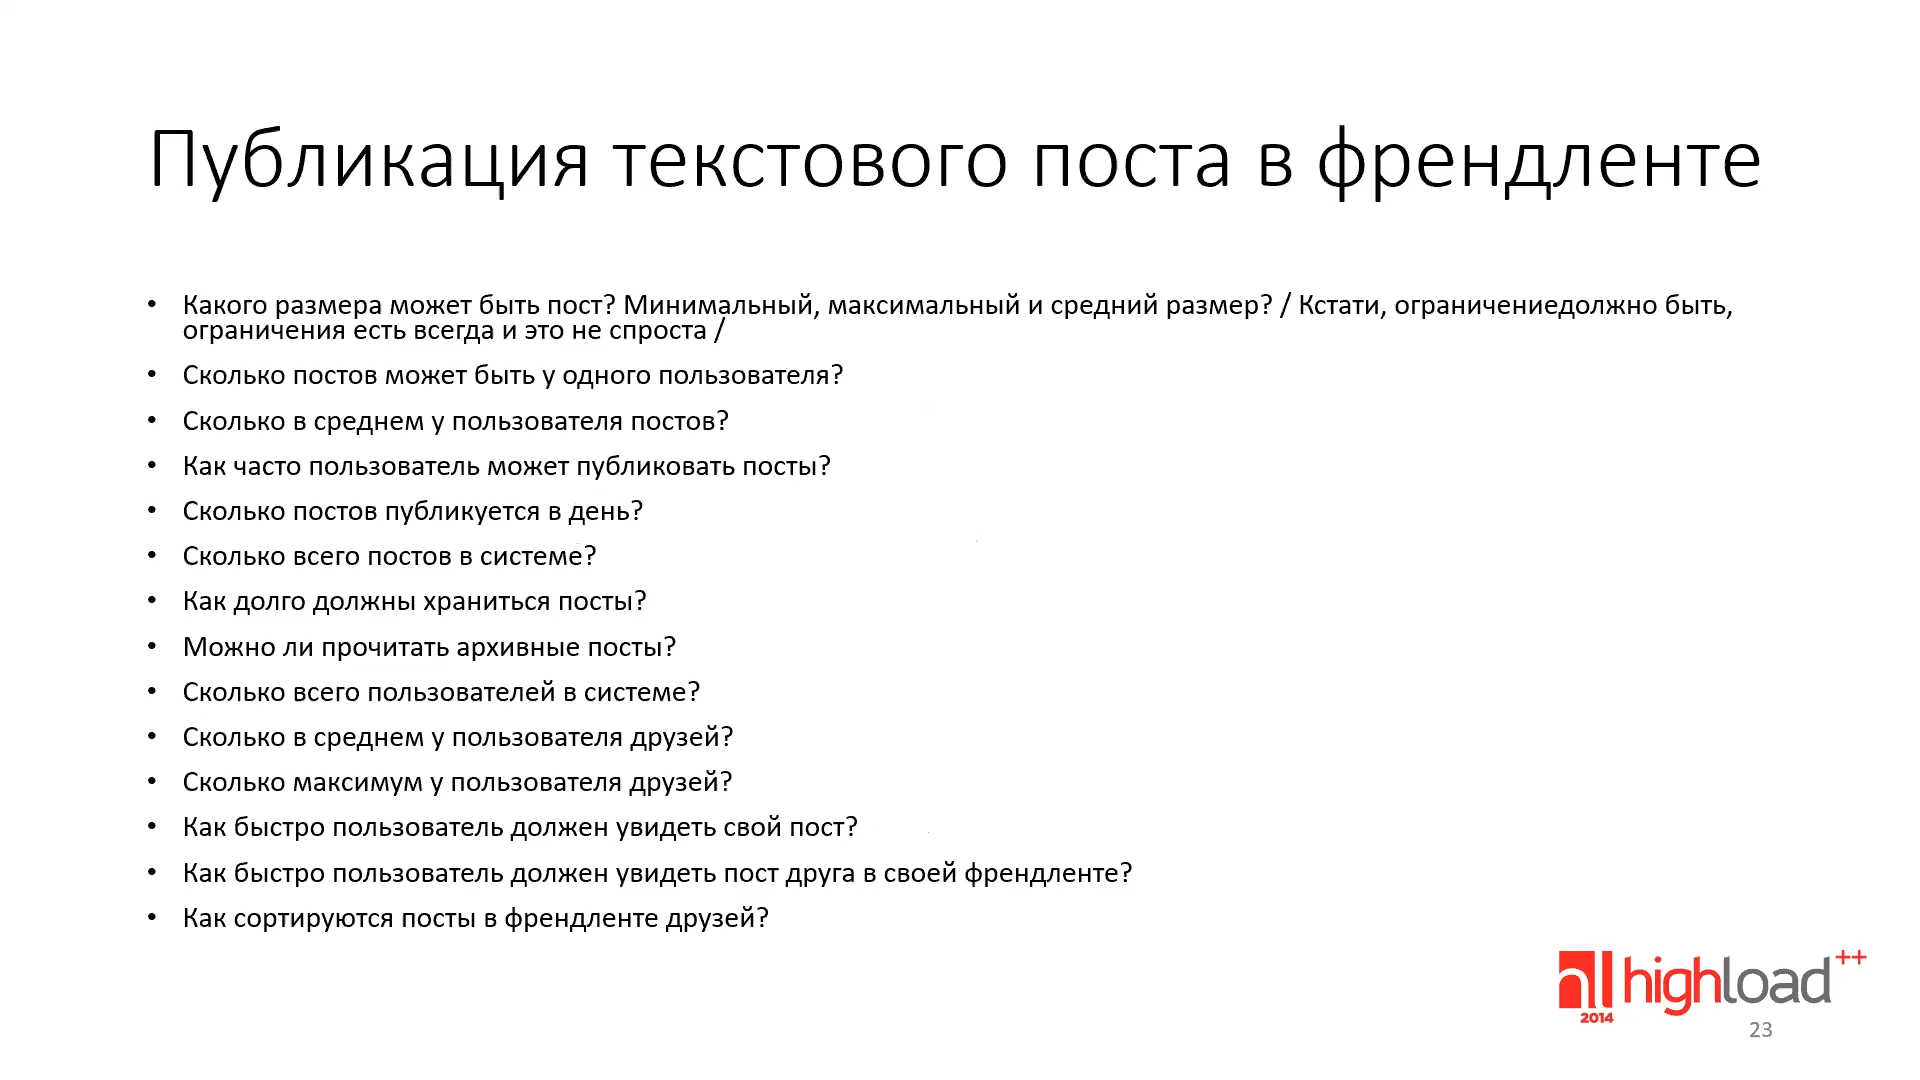 Публикация текстового поста в френдленте
• Какого размера может быть пост? Минимальный, максимальный и средний размер? / Кстати, ограничениедолжно быть,
ограничения есть всегда и это не спроста /
• Сколько постов может быть у одного пользователя?
• Сколько в среднем у пользователя постов?
• Как часто пользователь может публиковать посты?
• Сколько постов публикуется в день?
• Сколько всего постов в системе?
• Как долго должны храниться посты?
• Можно ли прочитать архивные посты?
• Сколько всего пользователей в системе?
• Сколько в среднем у пользователя друзей?
• Сколько максимум у пользователя друзей?
• Как быстро пользователь должен увидеть свой пост?
• Как быстро пользователь должен увидеть пост друга в своей френдленте?
• Как сортируются посты в френдленте друзей?
highload++
2014
23